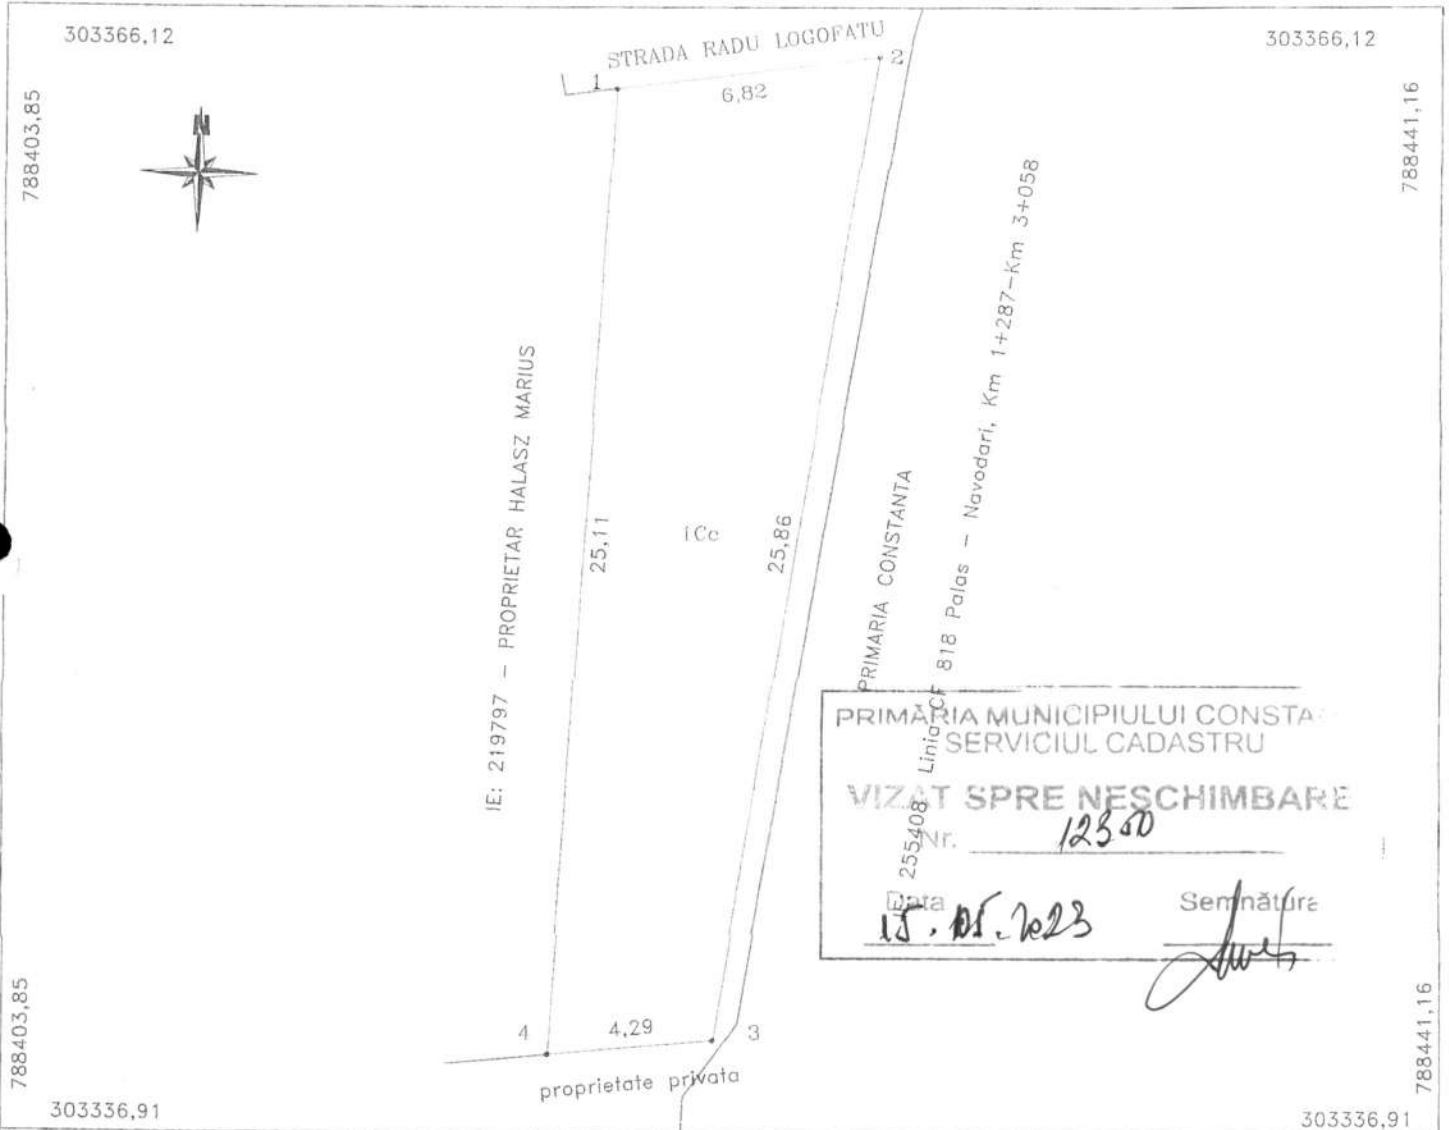 303366,12
303366,12
788403,85
788441,16
N
STRADA RADU LOGOFATU
1
2
6,82
IE: 219797 – PROPRIETAR HALASZ MARIUS
25,11
1Cc
25,86
PRIMARIA CONSTANTA
255408 Linia CF 818 Palas – Navodari, Km 1+287–Km 3+058
PRIMĂRIA MUNICIPIULUI CONSTA
SERVICIUL CADASTRU
VIZAT SPRE NESCHIMBARE
Nr. 12300
Data Semnătura
15. 05. 2023
4
4,29
3
proprietate privata
788403,85
788441,16
303336,91
303336,91